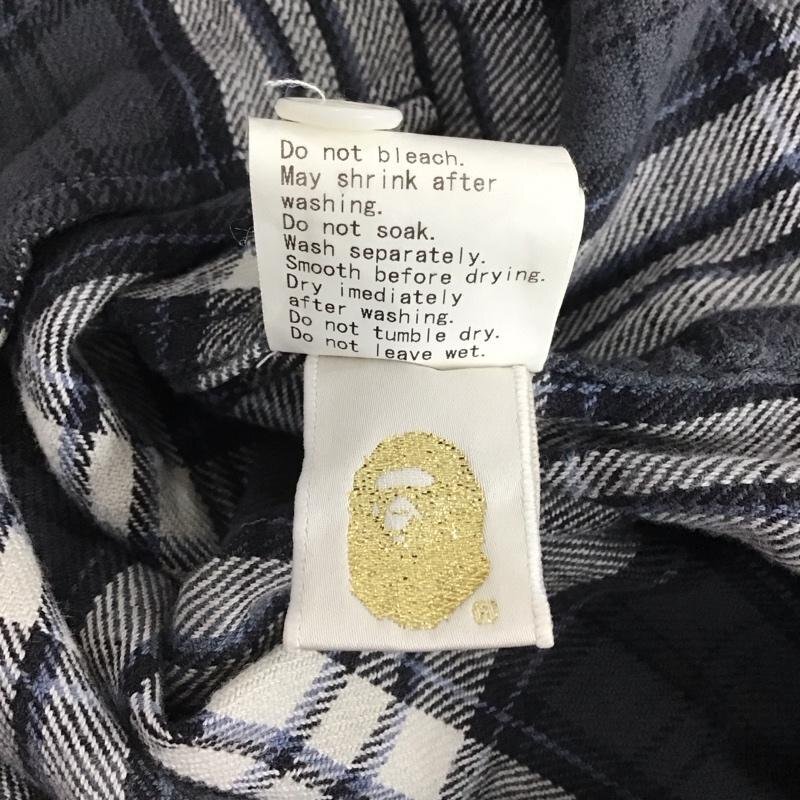 Do not bleach.
May shrink after
washing.
Do not soak.
Wash separately.
Smooth before drying.
Dry imediately
after washing.
Do not tumble dry.
Do not leave wet.
®